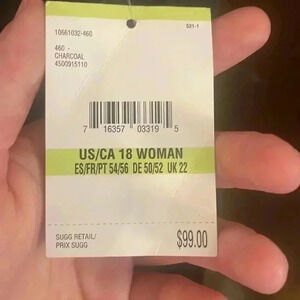 10661032-460
531-1
460 -
CHARCOAL
4500915110
7 16357 03319 5
US/CA 18 WOMAN
ES/FR/PT 54/56 DE 50/52 UK 22
SUGG RETAIL/
PRIX SUGG
$99.00